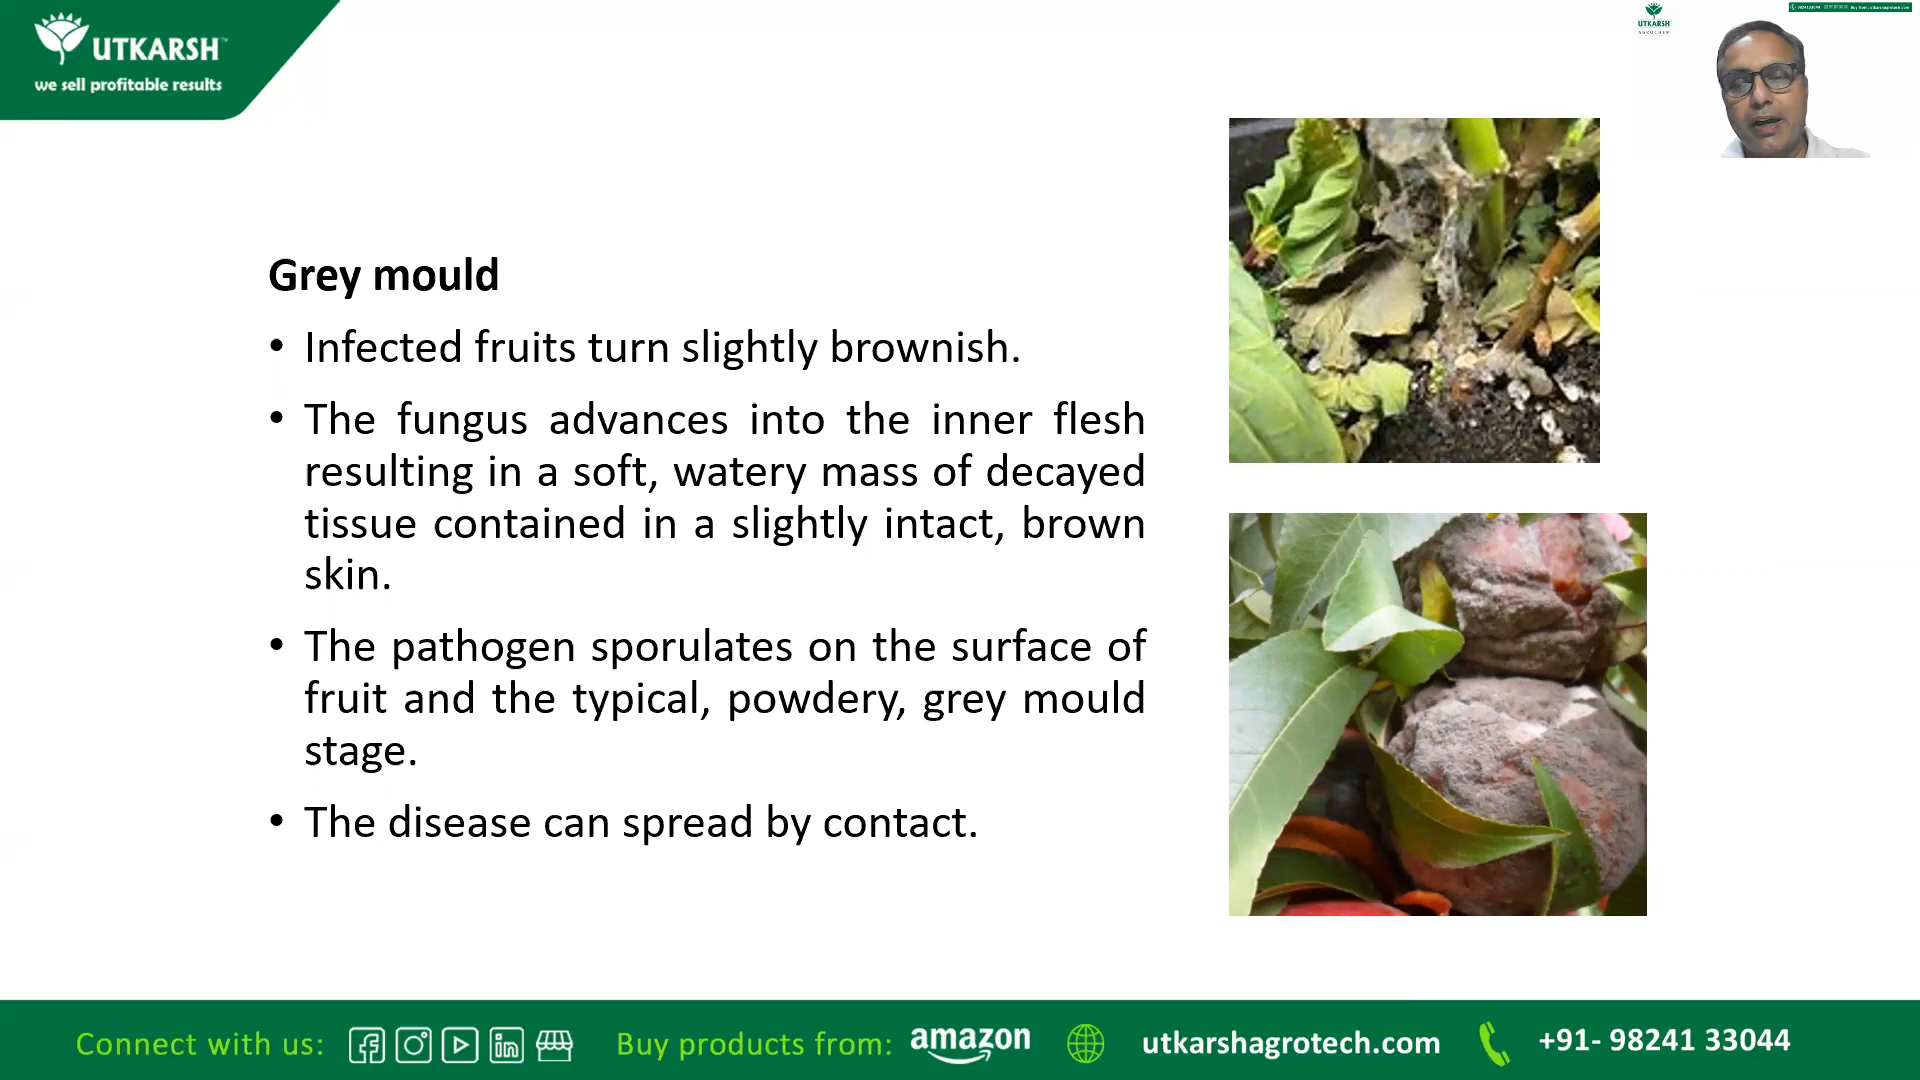 UTKARSH™
we sell profitable results
UTKARSH
AGROCHEM
Grey mould
• Infected fruits turn slightly brownish.
• The fungus advances into the inner flesh
resulting in a soft, watery mass of decayed
tissue contained in a slightly intact, brown
skin.
• The pathogen sporulates on the surface of
fruit and the typical, powdery, grey mould
stage.
• The disease can spread by contact.
Connect with us:
Buy products from: amazon
utkarshagrotech.com
+91- 98241 33044